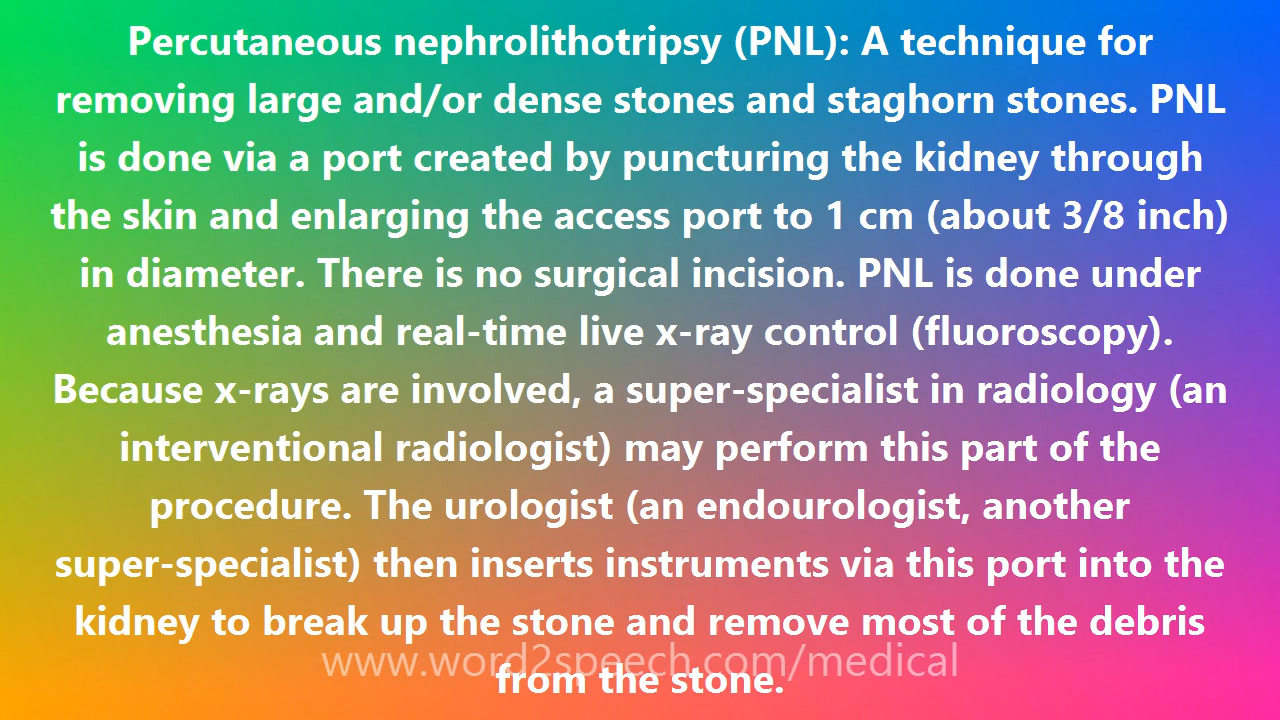 Percutaneous nephrolithotripsy (PNL): A technique for
removing large and/or dense stones and staghorn stones. PNL
is done via a port created by puncturing the kidney through
the skin and enlarging the access port to 1 cm (about 3/8 inch)
in diameter. There is no surgical incision. PNL is done under
anesthesia and real-time live x-ray control (fluoroscopy).
Because x-rays are involved, a super-specialist in radiology (an
interventional radiologist) may perform this part of the
procedure. The urologist (an endourologist, another
super-specialist) then inserts instruments via this port into the
kidney to break up the stone and remove most of the debris
www.word2speech.com/medical
from the stone.